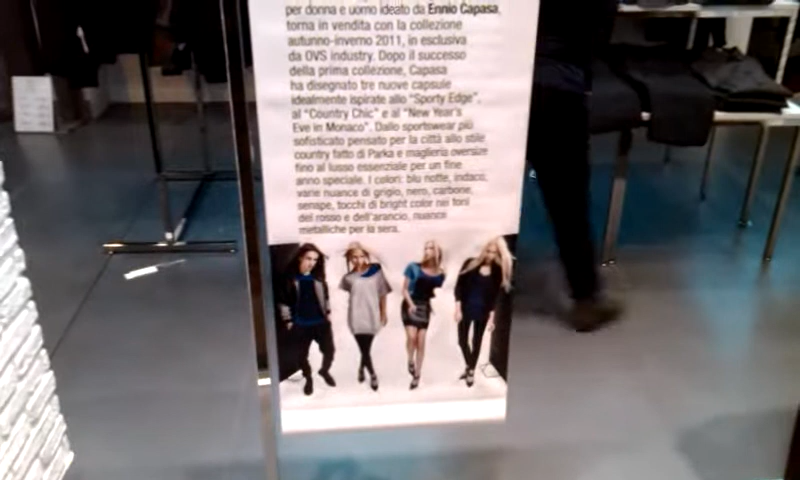 per donna e uomo ideato da Ennio Capasa,
torna in vendita con la collezione
autunno-inverno 2011, in esclusiva
da OVS industry. Dopo il successo
della prima collezione, Capasa
ha disegnato tre nuove capsule
idealmente ispirate allo "Sporty Edge",
al "Country Chic" e al "New Year's
Eve in Monaco". Dallo sportswear più
sofisticato pensato per la città allo stile
country fatto di Parka e maglieria oversize
fino al lusso essenziale per un fine
anno speciale. I colori: blu notte, indaco,
varie nuance di grigio, nero, carbone,
senape, tocchi di bright color nei toni
del rosso e dell'arancio, nuance
metalliche per la sera.